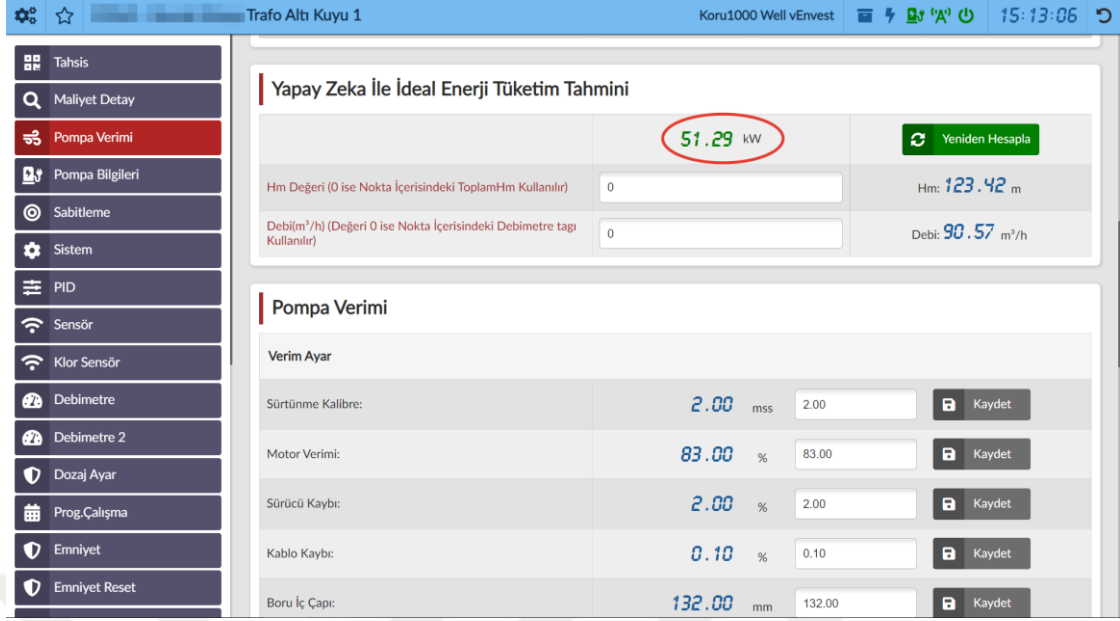 Trafo Altı Kuyu 1
Koru1000 Well vEnvest
15:13:06
Tahsis
Maliyet Detay
Pompa Verimi
Pompa Bilgileri
Sabitleme
Sistem
PID
Sensör
Klor Sensör
Debimetre
Debimetre 2
Dozaj Ayar
Prog.Çalışma
Emniyet
Emniyet Reset
Yapay Zeka İle İdeal Enerji Tüketim Tahmini
51.29 kW
Yeniden Hesapla
Hm Değeri (0 ise Nokta İçerisindeki ToplamHm Kullanılır)
0
Hm: 123.42 m
Debi(m³/h) (Değeri 0 ise Nokta İçerisindeki Debimetre tagı
Kullanılır)
0
Debi: 90.57 m³/h
Pompa Verimi
Verim Ayar
Sürtünme Kalibre: 2.00 mss 2.00 Kaydet
Motor Verimi: 83.00 % 83.00 Kaydet
Sürücü Kaybı: 2.00 % 2.00 Kaydet
Kablo Kaybı: 0.10 % 0.10 Kaydet
Boru İç Çapı: 132.00 mm 132.00 Kaydet